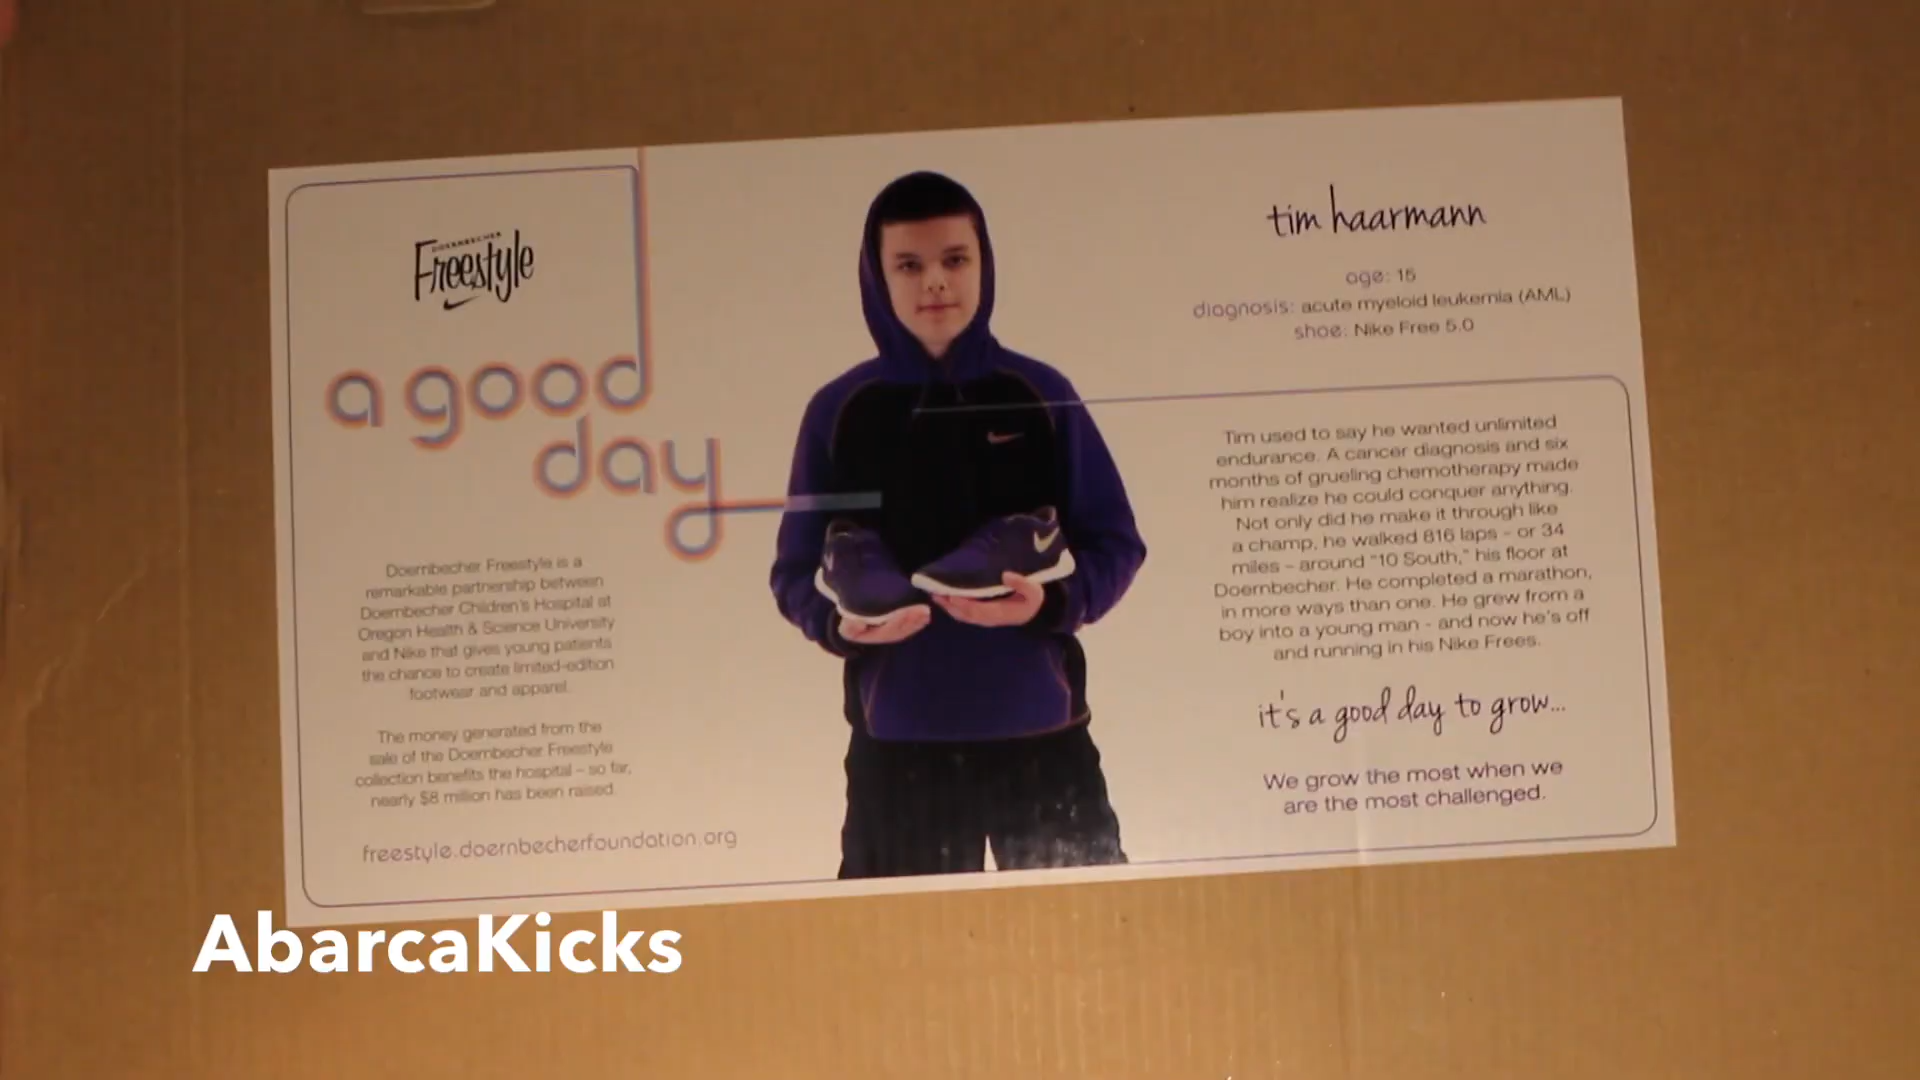 DOERNBECHER
Freestyle
a good
day
Doernbecher Freestyle is a
remarkable partnership between
Doernbecher Children's Hospital at
Oregon Health & Science University
and Nike that gives young patients
the chance to create limited-edition
footwear and apparel.
The money generated from the
sale of the Doernbecher Freestyle
collection benefits the hospital – so far,
nearly $8 million has been raised.
freestyle.doernbecherfoundation.org
tim haarmann
age: 15
diagnosis: acute myeloid leukemia (AML)
shoe: Nike Free 5.0
Tim used to say he wanted unlimited
endurance. A cancer diagnosis and six
months of grueling chemotherapy made
him realize he could conquer anything.
Not only did he make it through like
a champ, he walked 816 laps – or 34
miles – around "10 South," his floor at
Doernbecher. He completed a marathon,
in more ways than one. He grew from a
boy into a young man - and now he's off
and running in his Nike Frees.
it's a good day to grow...
We grow the most when we
are the most challenged.
AbarcaKicks